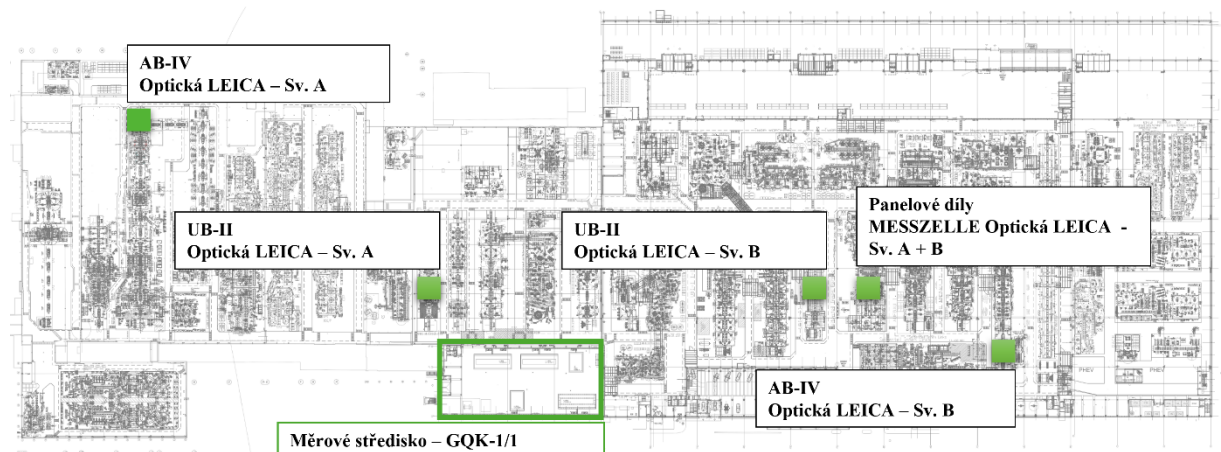 AB-IV
Optická LEICA – Sv. A
UB-II
Optická LEICA – Sv. A
UB-II
Optická LEICA – Sv. B
Panelové díly
MESSZELLE Optická LEICA -
Sv. A + B
AB-IV
Optická LEICA – Sv. B
PHEV
PHEV
Měrové středisko – GQK-1/1